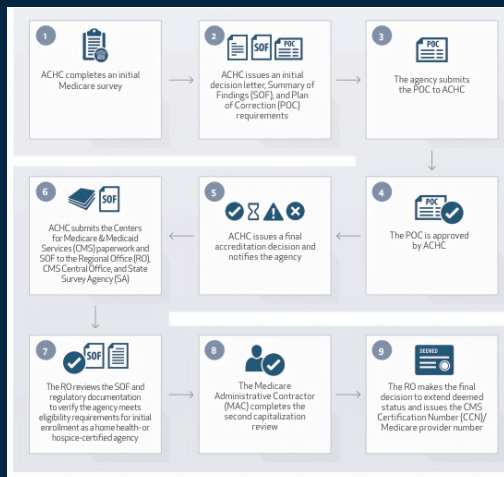 1
ACHC completes an initial
Medicare survey
2
SOF
POC
ACHC issues an initial
decision letter, Summary of
Findings (SOF), and Plan
of Correction (POC)
requirements
3
POC
The agency submits
the POC to ACHC
4
POC
The POC is approved
by ACHC
5
ACHC issues a final
accreditation decision and
notifies the agency
6
SOF
ACHC submits the Centers
for Medicare & Medicaid
Services (CMS) paperwork and
SOF to the Regional Office (RO),
CMS Central Office, and State
Survey Agency (SA)
7
SOF
The RO reviews the SOF and
regulatory documentation
to verify the agency meets
eligibility requirements for initial
enrollment as a home health- or
hospice-certified agency
8
The Medicare
Administrative Contractor
(MAC) completes the
second capitalization
review
9
DEEMED
The RO makes the final
decision to extend deemed
status and issues the CMS
Certification Number (CCN)/
Medicare provider number